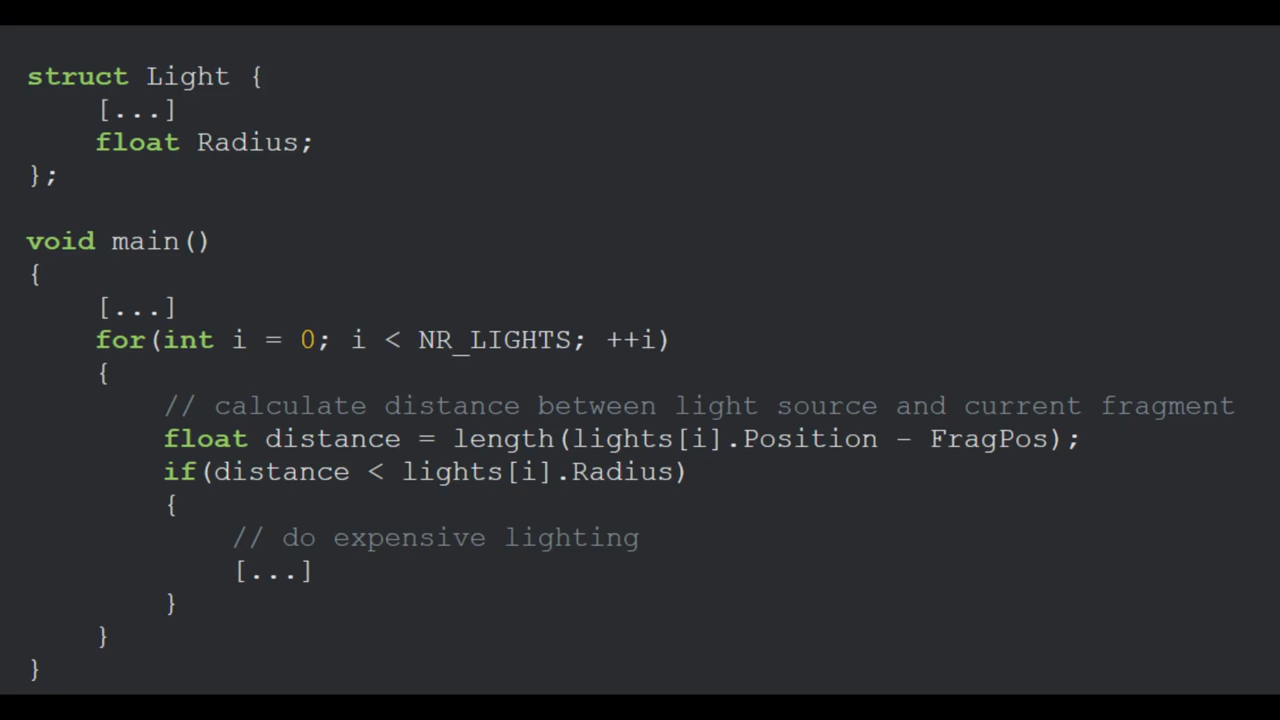 struct Light {
    [...]
    float Radius;
};

void main()
{
    [...]
    for(int i = 0; i < NR_LIGHTS; ++i)
    {
        // calculate distance between light source and current fragment
        float distance = length(lights[i].Position - FragPos);
        if(distance < lights[i].Radius)
        {
            // do expensive lighting
            [...]
        }
    }
}